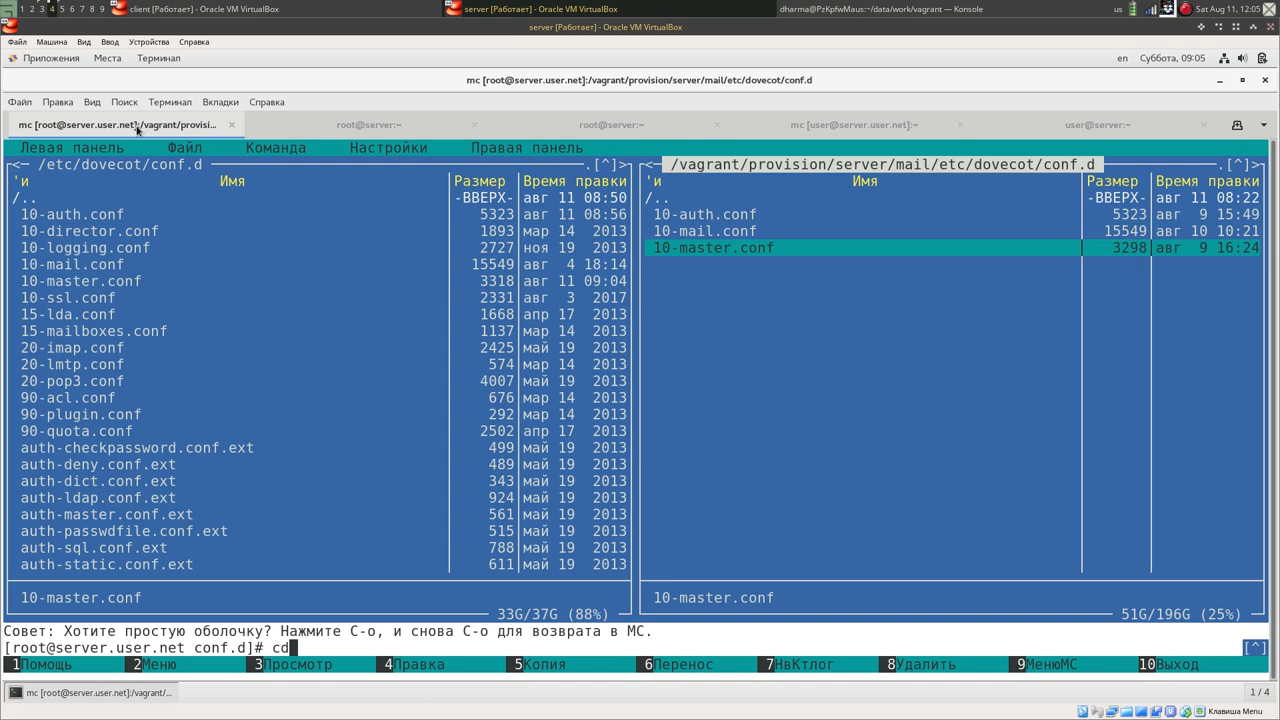 1 2 3 4 5 6 7 8 9 client [Работает] - Oracle VM VirtualBox server [Работает] - Oracle VM VirtualBox dharma@PzKpfwMaus:~/data/work/vagrant — Konsole us Sat Aug 11, 12:05
server [Работает] - Oracle VM VirtualBox
Файл Машина Вид Ввод Устройства Справка
Приложения Места Терминал en Суббота, 09:05
mc [root@server.user.net]:/vagrant/provision/server/mail/etc/dovecot/conf.d
Файл Правка Вид Поиск Терминал Вкладки Справка
mc [root@server.user.net]:/vagrant/provisi... × root@server:~ × root@server:~ × mc [user@server.user.net]:~ × user@server:~ ×
Левая панель Файл Команда Настройки Правая панель
<─ /etc/dovecot/conf.d .[^]> <─ /vagrant/provision/server/mail/etc/dovecot/conf.d .[^]>
'и Имя Размер Время правки 'и Имя Размер Время правки
/.. -ВВЕРХ- авг 11 08:50 /.. -ВВЕРХ- авг 11 08:22
10-auth.conf 5323 авг 11 08:56 10-auth.conf 5323 авг 9 15:49
10-director.conf 1893 мар 14 2013 10-mail.conf 15549 авг 10 10:21
10-logging.conf 2727 ноя 19 2013 10-master.conf 3298 авг 9 16:24
10-mail.conf 15549 авг 4 18:14
10-master.conf 3318 авг 11 09:04
10-ssl.conf 2331 авг 3 2017
15-lda.conf 1668 апр 17 2013
15-mailboxes.conf 1137 мар 14 2013
20-imap.conf 2425 май 19 2013
20-lmtp.conf 574 мар 14 2013
20-pop3.conf 4007 май 19 2013
90-acl.conf 676 мар 14 2013
90-plugin.conf 292 мар 14 2013
90-quota.conf 2502 апр 17 2013
auth-checkpassword.conf.ext 499 май 19 2013
auth-deny.conf.ext 489 май 19 2013
auth-dict.conf.ext 343 май 19 2013
auth-ldap.conf.ext 924 май 19 2013
auth-master.conf.ext 561 май 19 2013
auth-passwdfile.conf.ext 515 май 19 2013
auth-sql.conf.ext 788 май 19 2013
auth-static.conf.ext 611 май 19 2013
10-master.conf 10-master.conf
33G/37G (88%) 51G/196G (25%)
Совет: Хотите простую оболочку? Нажмите C-o, и снова C-o для возврата в MC.
[root@server.user.net conf.d]# cd [^]
1Помощь 2Меню 3Просмотр 4Правка 5Копия 6Перенос 7НвКтлог 8Удалить 9МенюMC 10Выход
mc [root@server.user.net]:/vagrant/... 1 / 4
Клавиша Menu